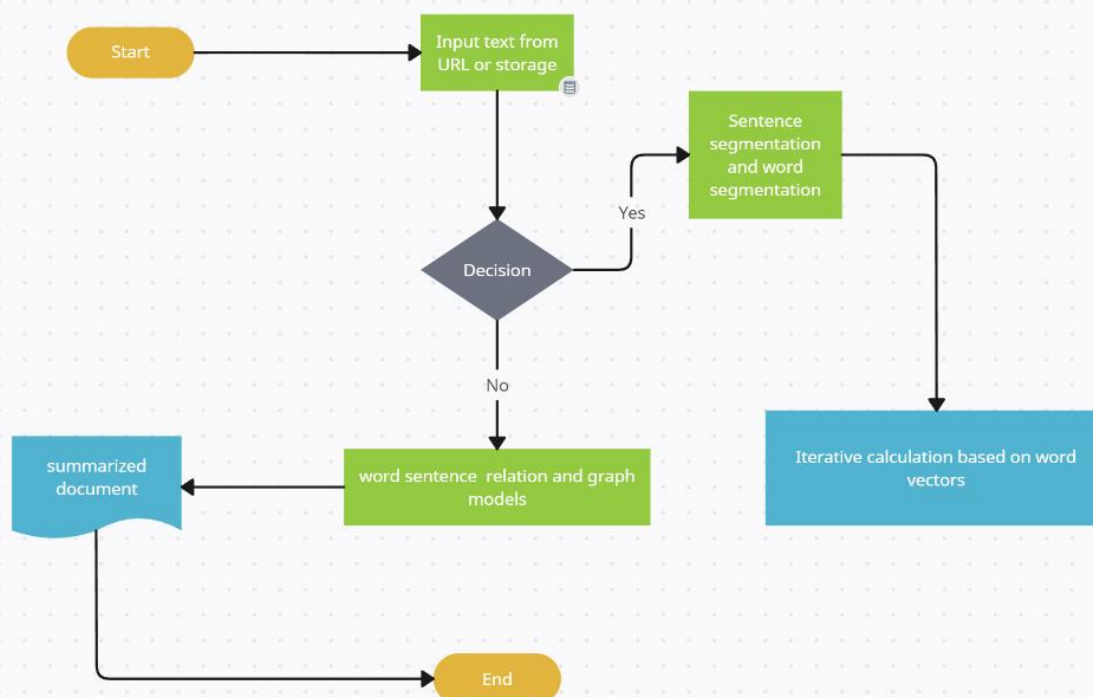 Start
Input text from
URL or storage
Sentence
segmentation
and word
segmentation
Yes
Decision
No
summarized
document
word sentence relation and graph
models
Iterative calculation based on word
vectors
End